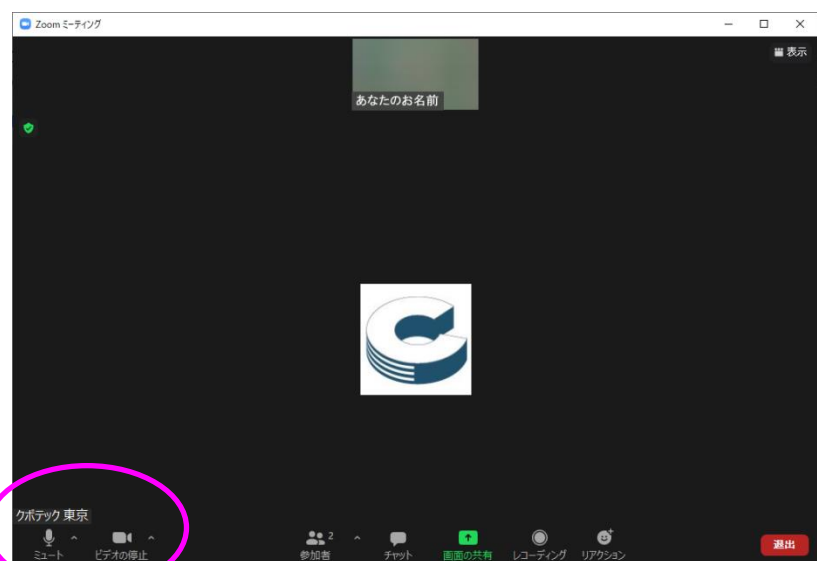 Zoom ミーティング
表示
あなたのお名前
クボテック 東京
ミュート
ビデオの停止
参加者
2
チャット
画面の共有
レコーディング
リアクション
退出